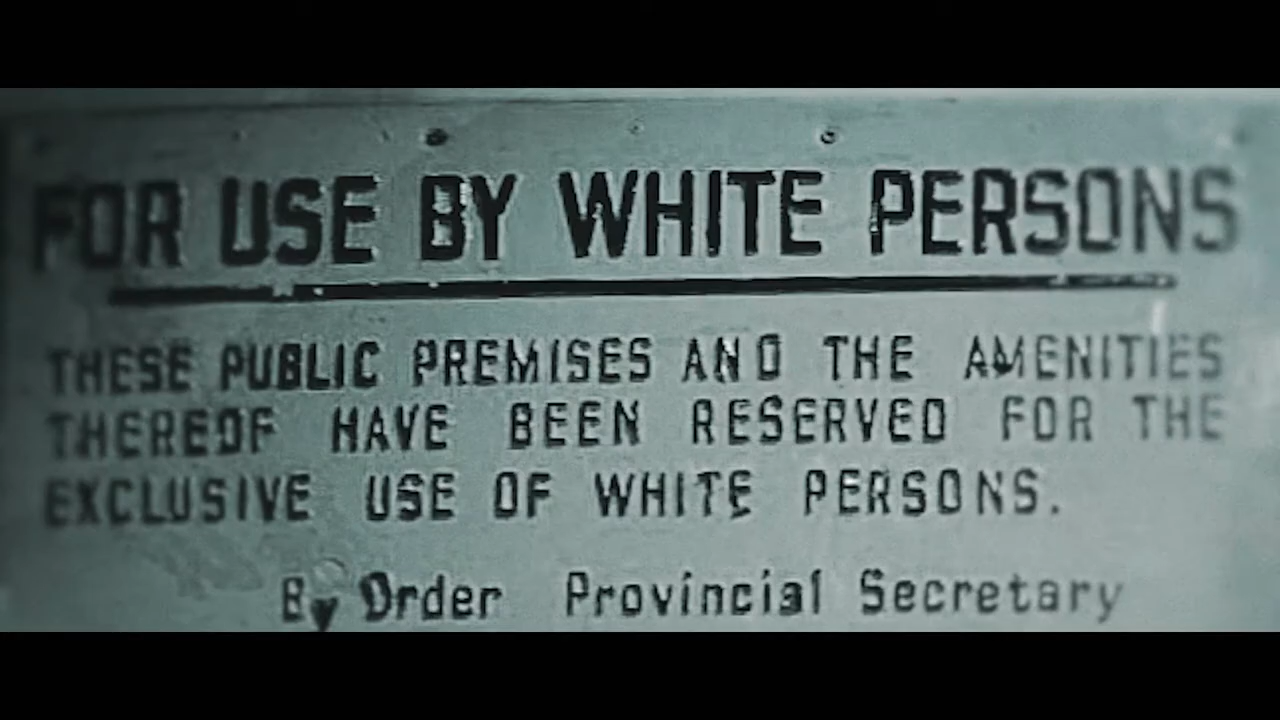 FOR USE BY WHITE PERSONS
THESE PUBLIC PREMISES AND THE AMENITIES
THEREOF HAVE BEEN RESERVED FOR THE
EXCLUSIVE USE OF WHITE PERSONS.
By Order Provincial Secretary